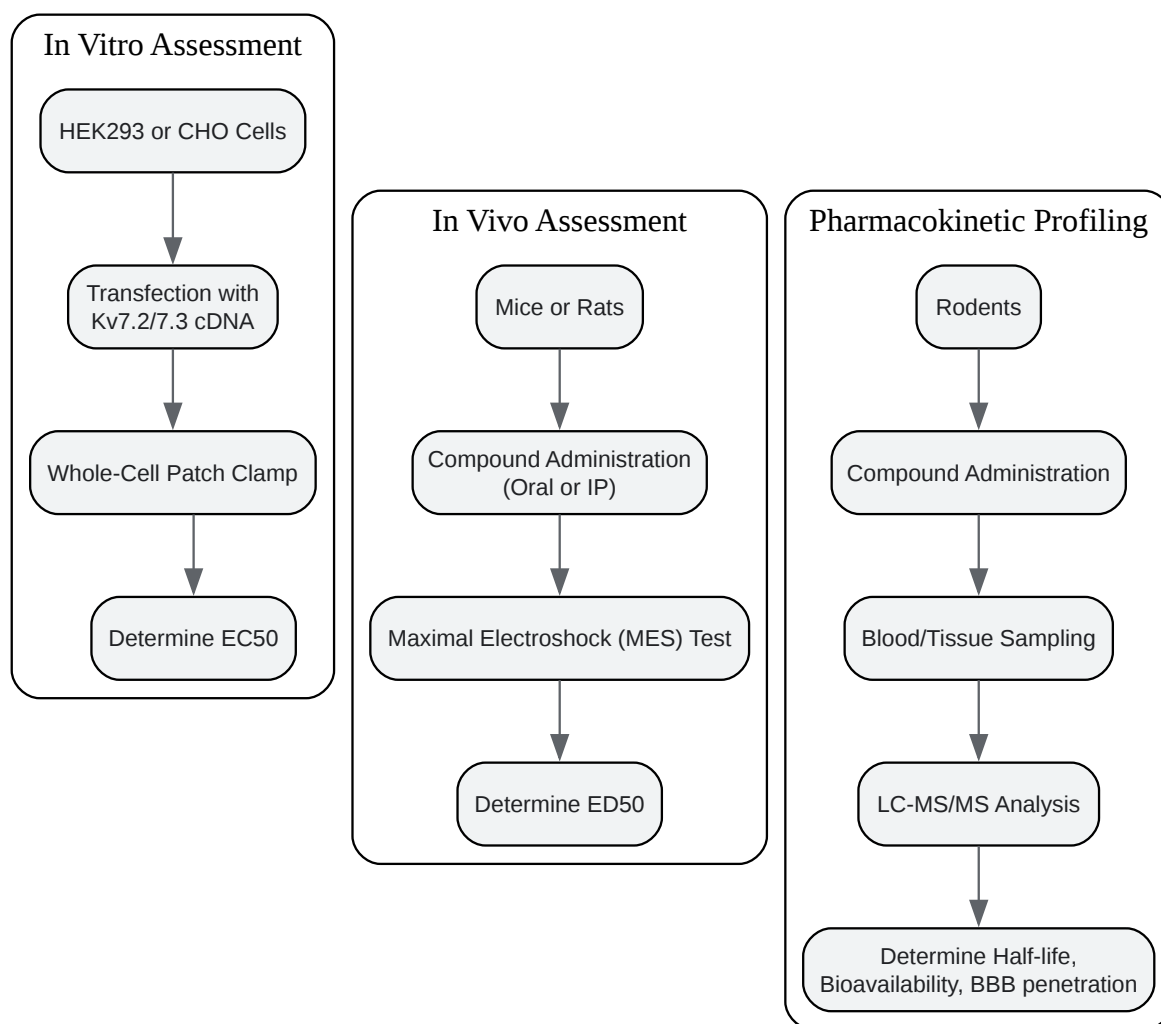 In Vitro Assessment
HEK293 or CHO Cells
Transfection with
Kv7.2/7.3 cDNA
Whole-Cell Patch Clamp
Determine EC50
In Vivo Assessment
Mice or Rats
Compound Administration
(Oral or IP)
Maximal Electroshock (MES) Test
Determine ED50
Pharmacokinetic Profiling
Rodents
Compound Administration
Blood/Tissue Sampling
LC-MS/MS Analysis
Determine Half-life,
Bioavailability, BBB penetration